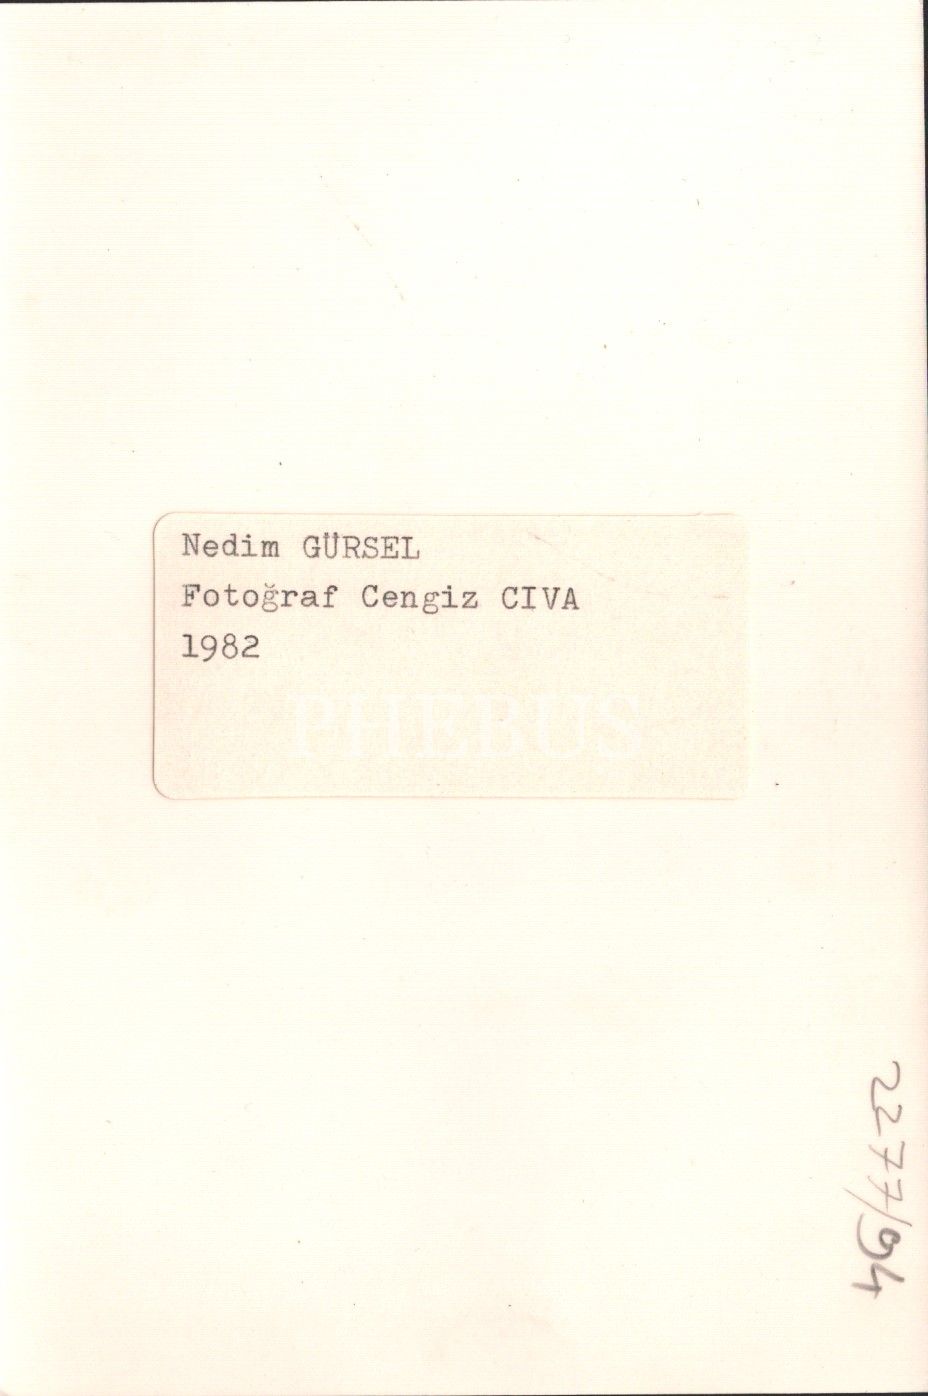 Nedim GÜRSEL
Fotoğraf Cengiz CIVA
1982
PHEBUS
2277/94